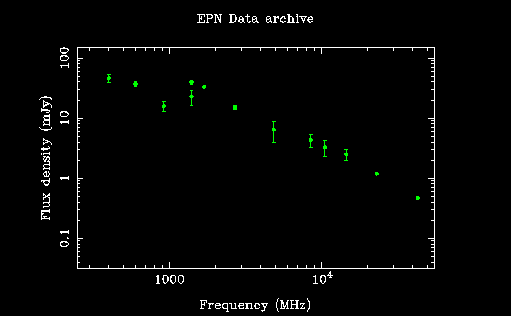 EPN Data archive
Flux density (mJy)
100
10
1
0.1
1000
10⁴
Frequency (MHz)